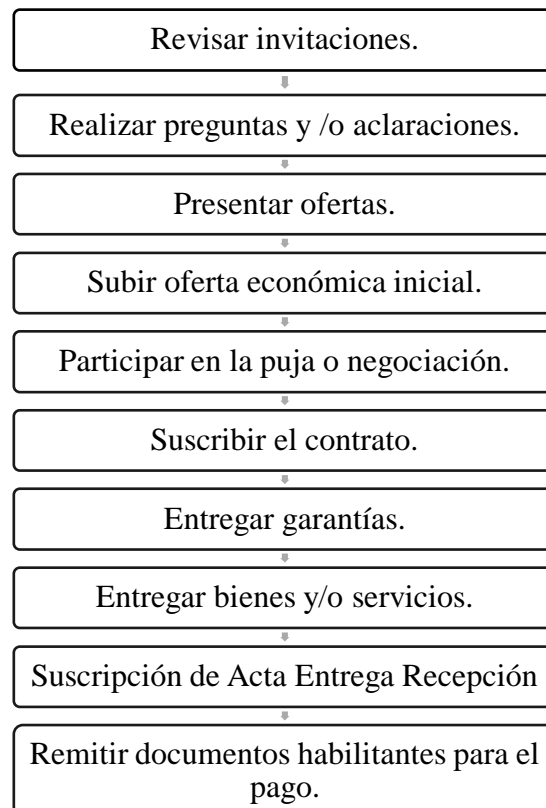 Revisar invitaciones.
Realizar preguntas y /o aclaraciones.
Presentar ofertas.
Subir oferta económica inicial.
Participar en la puja o negociación.
Suscribir el contrato.
Entregar garantías.
Entregar bienes y/o servicios.
Suscripción de Acta Entrega Recepción
Remitir documentos habilitantes para el
pago.